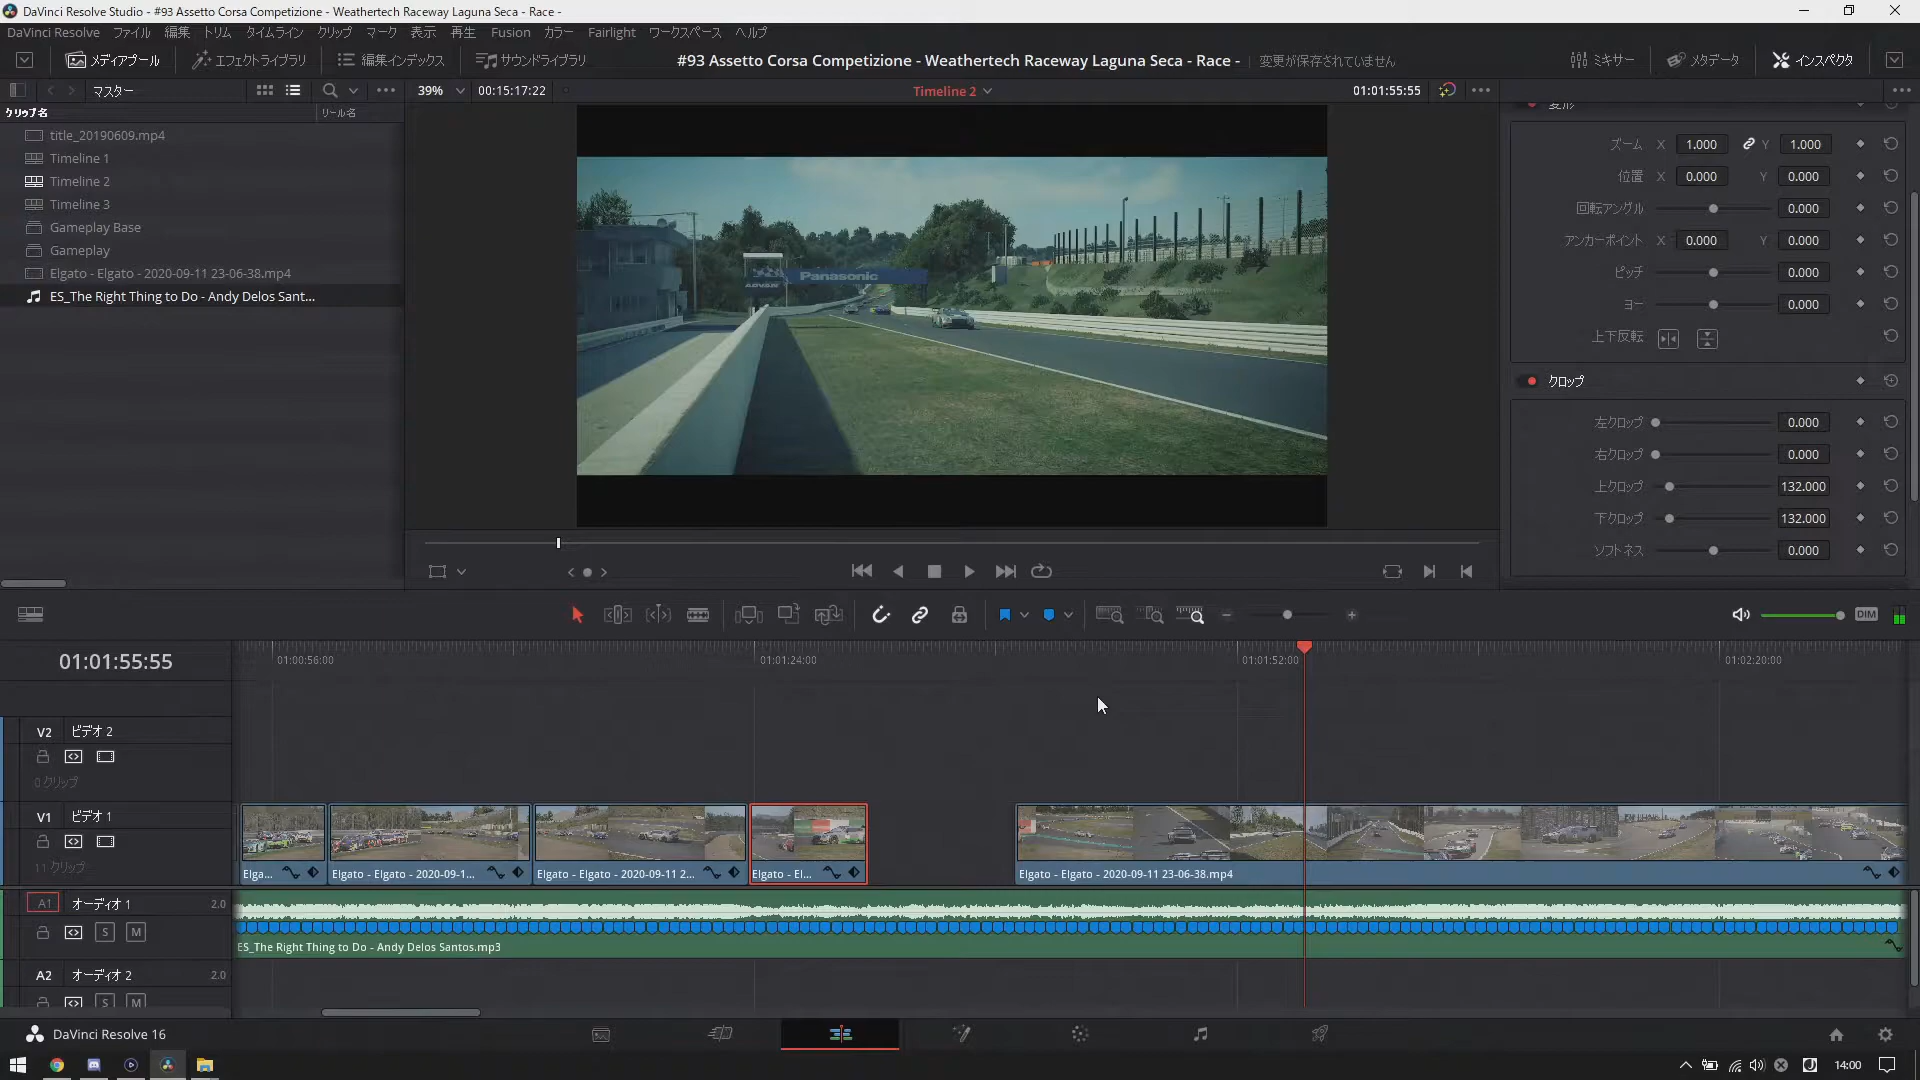 DaVinci Resolve Studio - #93 Assetto Corsa Competizione - Weathertech Raceway Laguna Seca - Race -
DaVinci Resolve ファイル 編集 トリム タイムライン クリップ マーク 表示 再生 Fusion カラー Fairlight ワークスペース ヘルプ
メディアプール エフェクトライブラリ 編集インデックス サウンドライブラリ #93 Assetto Corsa Competizione - Weathertech Raceway Laguna Seca - Race - 変更が保存されていません ミキサー メタデータ インスペクタ
マスター 39% 00:15:17:22 Timeline 2 01:01:55:55
クリップ名 リール名
title_20190609.mp4
Timeline 1
Timeline 2
Timeline 3
Gameplay Base
Gameplay
Elgato - Elgato - 2020-09-11 23-06-38.mp4
ES_The Right Thing to Do - Andy Delos Sant...
Panasonic
ADVAN
変形
ズーム X 1.000 Y 1.000
位置 X 0.000 Y 0.000
回転アングル 0.000
アンカーポイント X 0.000 Y 0.000
ピッチ 0.000
ヨー 0.000
上下反転
クロップ
左クロップ 0.000
右クロップ 0.000
上クロップ 132.000
下クロップ 132.000
ソフトネス 0.000
DIM
01:01:55:55 01:00:56:00 01:01:24:00 01:01:52:00 01:02:20:00
V2 ビデオ 2
0 クリップ
V1 ビデオ 1
11 クリップ
Elga... Elgato - Elgato - 2020-09-1... Elgato - Elgato - 2020-09-11 2... Elgato - El... Elgato - Elgato - 2020-09-11 23-06-38.mp4
A1 オーディオ 1 2.0
S M
ES_The Right Thing to Do - Andy Delos Santos.mp3
A2 オーディオ 2 2.0
S M
DaVinci Resolve 16
14:00